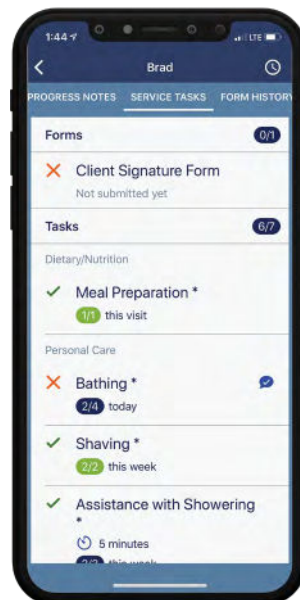 1:44
LTE
Brad
PROGRESS NOTES SERVICE TASKS FORM HISTORY
Forms 0/1
Client Signature Form
Not submitted yet
Tasks 6/7
Dietary/Nutrition
Meal Preparation *
1/1 this visit
Personal Care
Bathing *
2/4 today
Shaving *
2/2 this week
Assistance with Showering
*
5 minutes
this week